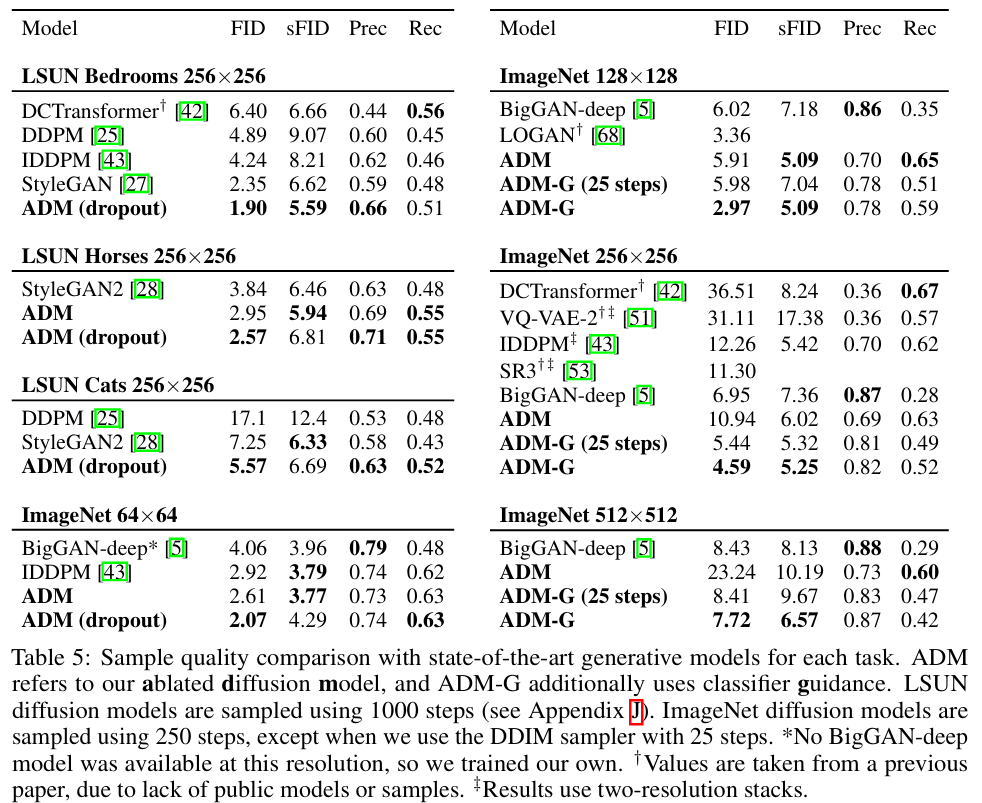 Model FID sFID Prec Rec
LSUN Bedrooms 256×256
DCTransformer† [42] 6.40 6.66 0.44 0.56
DDPM [25] 4.89 9.07 0.60 0.45
IDDPM [43] 4.24 8.21 0.62 0.46
StyleGAN [27] 2.35 6.62 0.59 0.48
ADM (dropout) 1.90 5.59 0.66 0.51
LSUN Horses 256×256
StyleGAN2 [28] 3.84 6.46 0.63 0.48
ADM 2.95 5.94 0.69 0.55
ADM (dropout) 2.57 6.81 0.71 0.55
LSUN Cats 256×256
DDPM [25] 17.1 12.4 0.53 0.48
StyleGAN2 [28] 7.25 6.33 0.58 0.43
ADM (dropout) 5.57 6.69 0.63 0.52
ImageNet 64×64
BigGAN-deep* [5] 4.06 3.96 0.79 0.48
IDDPM [43] 2.92 3.79 0.74 0.62
ADM 2.61 3.77 0.73 0.63
ADM (dropout) 2.07 4.29 0.74 0.63
Model FID sFID Prec Rec
ImageNet 128×128
BigGAN-deep [5] 6.02 7.18 0.86 0.35
LOGAN† [68] 3.36
ADM 5.91 5.09 0.70 0.65
ADM-G (25 steps) 5.98 7.04 0.78 0.51
ADM-G 2.97 5.09 0.78 0.59
ImageNet 256×256
DCTransformer† [42] 36.51 8.24 0.36 0.67
VQ-VAE-2†‡ [51] 31.11 17.38 0.36 0.57
IDDPM‡ [43] 12.26 5.42 0.70 0.62
SR3†‡ [53] 11.30
BigGAN-deep [5] 6.95 7.36 0.87 0.28
ADM 10.94 6.02 0.69 0.63
ADM-G (25 steps) 5.44 5.32 0.81 0.49
ADM-G 4.59 5.25 0.82 0.52
ImageNet 512×512
BigGAN-deep [5] 8.43 8.13 0.88 0.29
ADM 23.24 10.19 0.73 0.60
ADM-G (25 steps) 8.41 9.67 0.83 0.47
ADM-G 7.72 6.57 0.87 0.42
Table 5: Sample quality comparison with state-of-the-art generative models for each task. ADM
refers to our ablated diffusion model, and ADM-G additionally uses classifier guidance. LSUN
diffusion models are sampled using 1000 steps (see Appendix J). ImageNet diffusion models are
sampled using 250 steps, except when we use the DDIM sampler with 25 steps. *No BigGAN-deep
model was available at this resolution, so we trained our own. †Values are taken from a previous
paper, due to lack of public models or samples. ‡Results use two-resolution stacks.